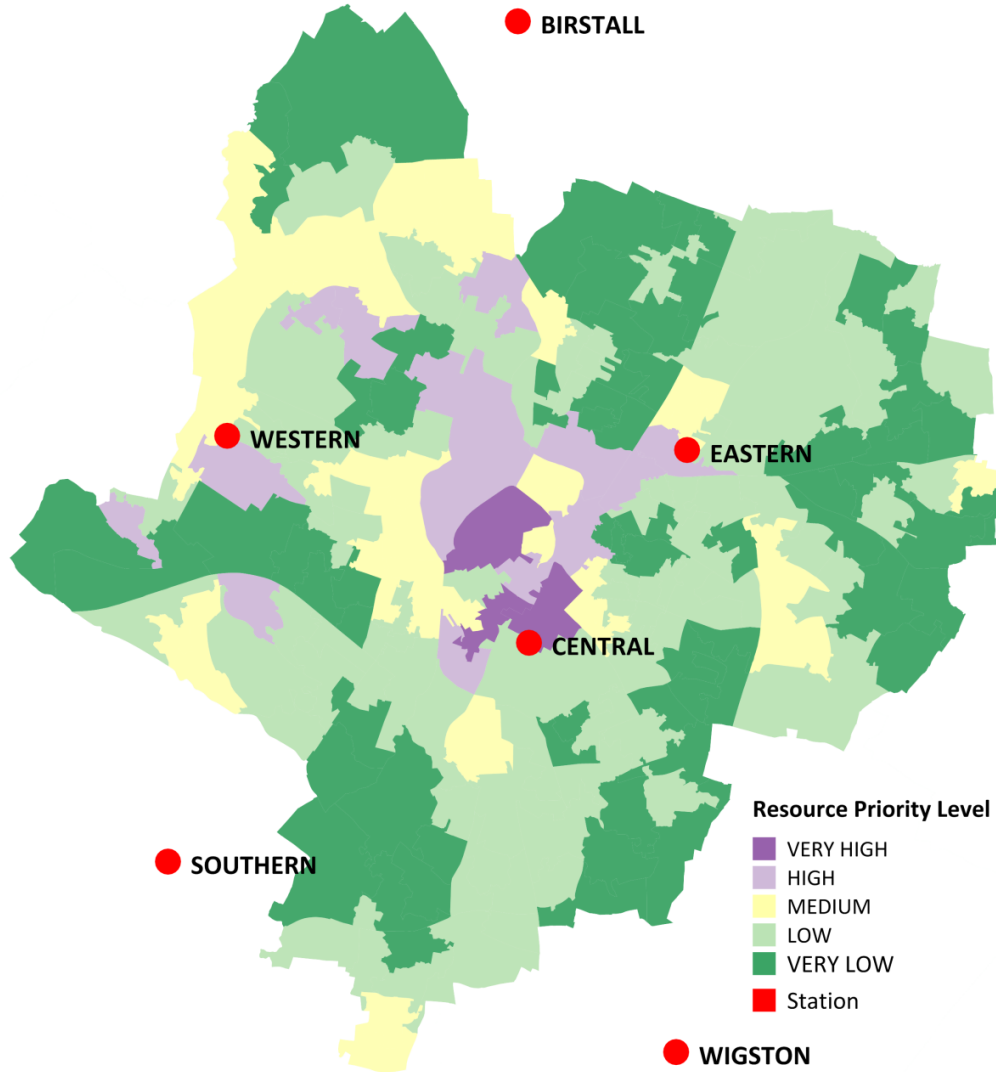 BIRSTALL
WESTERN
EASTERN
CENTRAL
SOUTHERN
WIGSTON
Resource Priority Level
VERY HIGH
HIGH
MEDIUM
LOW
VERY LOW
Station